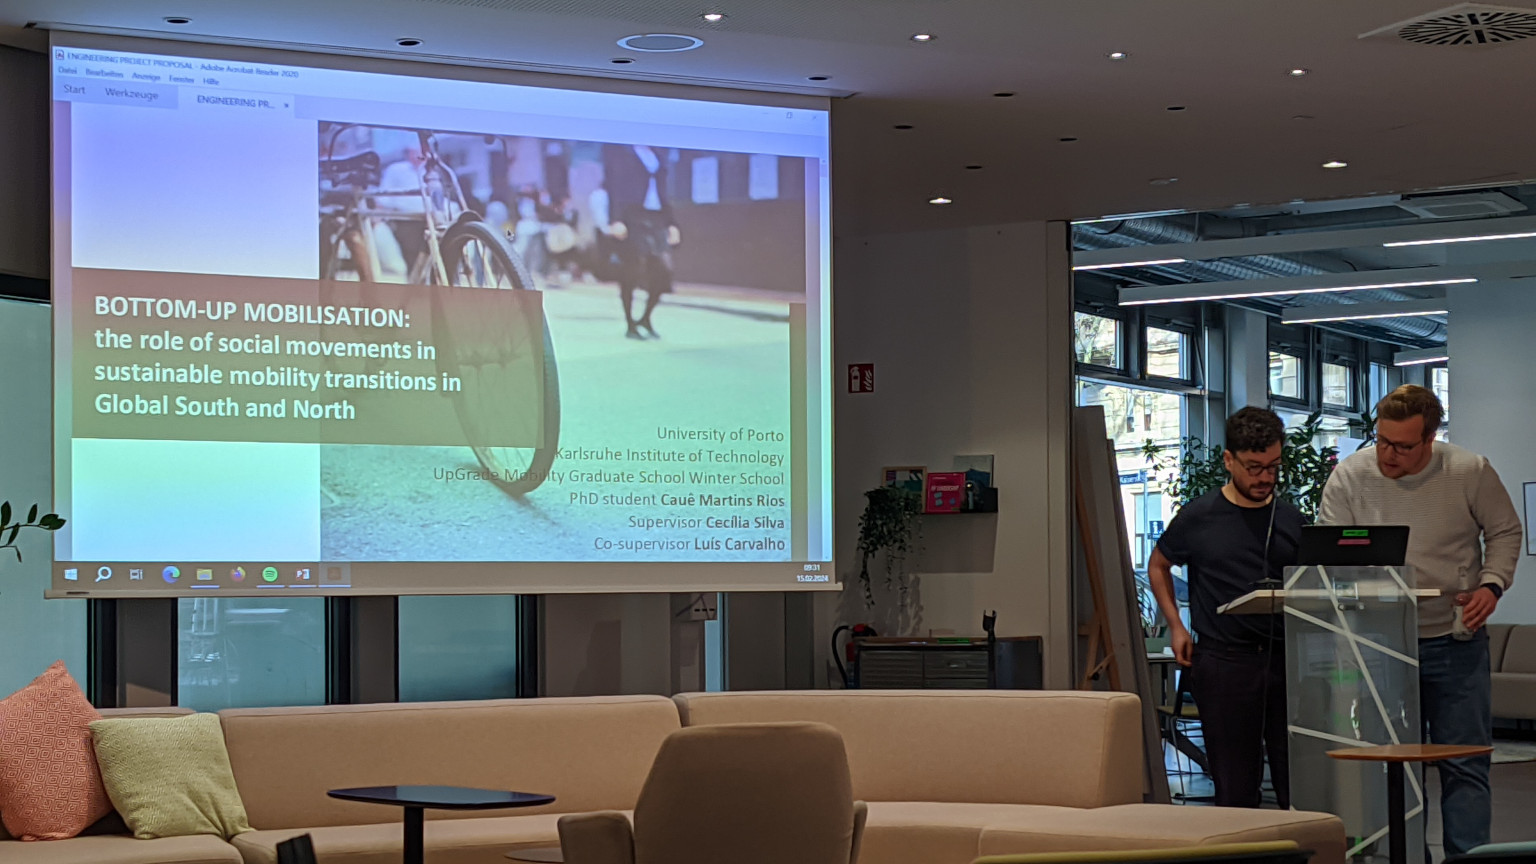 ENGINEERING PROJECT PROPOSAL - Adobe Acrobat Reader 2020
Datei Bearbeiten Anzeige Fenster Hilfe
Start Werkzeuge ENGINEERING PR...
BOTTOM-UP MOBILISATION:
the role of social movements in
sustainable mobility transitions in
Global South and North
University of Porto
Karlsruhe Institute of Technology
UpGrade Mobility Graduate School Winter School
PhD student Cauê Martins Rios
Supervisor Cecília Silva
Co-supervisor Luís Carvalho
09:31
15.02.2024